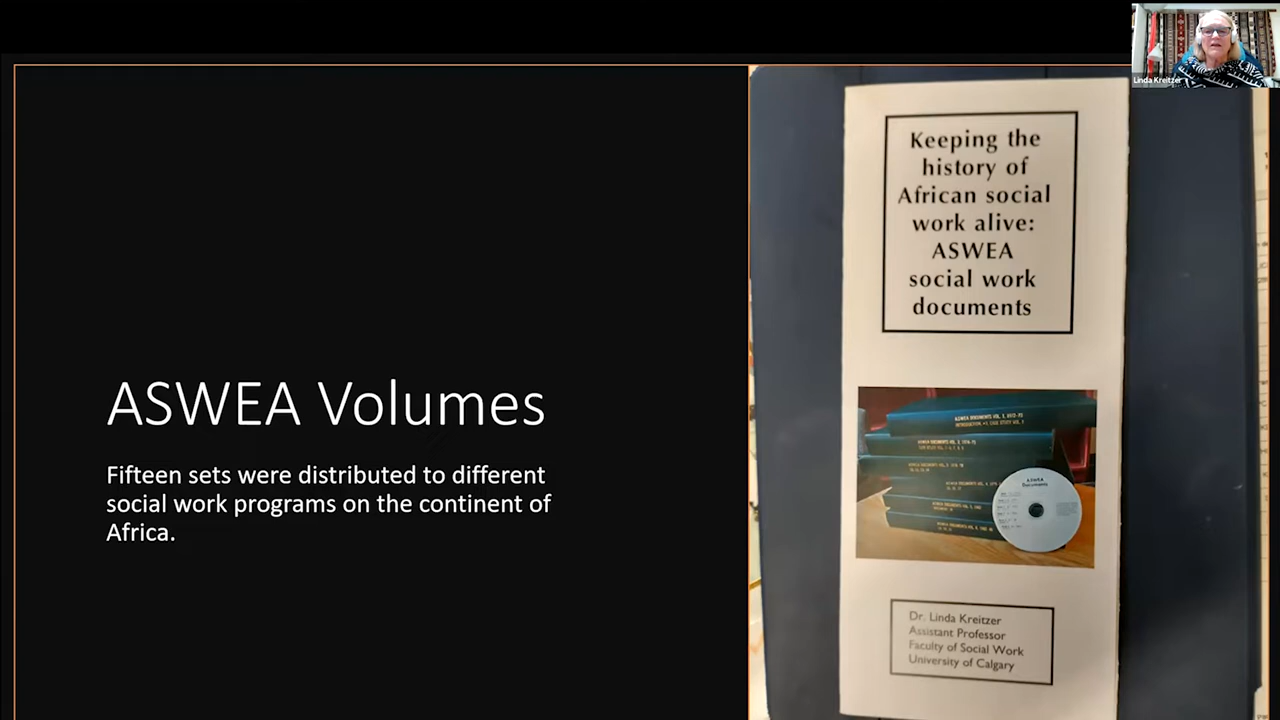 Linda Kreitzer
ASWEA Volumes
Fifteen sets were distributed to different
social work programs on the continent of
Africa.
Keeping the
history of
African social
work alive:
ASWEA
social work
documents
ASWEA
Documents
Dr. Linda Kreitzer
Assistant Professor
Faculty of Social Work
University of Calgary